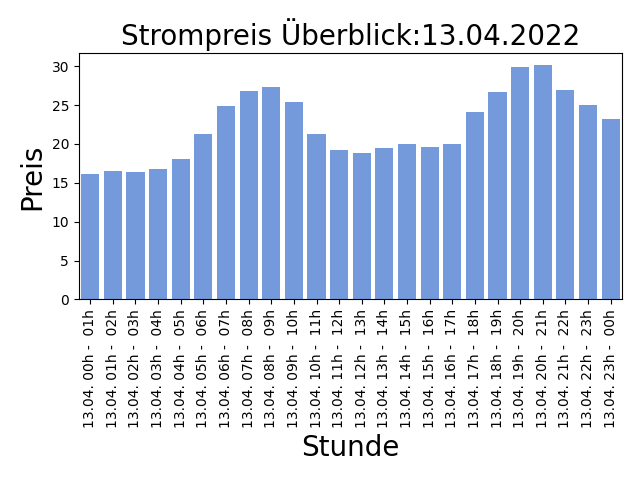 Strompreis Überblick:13.04.2022
Preis
30
25
20
15
10
5
0
13.04. 00h - 01h
13.04. 01h - 02h
13.04. 02h - 03h
13.04. 03h - 04h
13.04. 04h - 05h
13.04. 05h - 06h
13.04. 06h - 07h
13.04. 07h - 08h
13.04. 08h - 09h
13.04. 09h - 10h
13.04. 10h - 11h
13.04. 11h - 12h
13.04. 12h - 13h
13.04. 13h - 14h
13.04. 14h - 15h
13.04. 15h - 16h
13.04. 16h - 17h
13.04. 17h - 18h
13.04. 18h - 19h
13.04. 19h - 20h
13.04. 20h - 21h
13.04. 21h - 22h
13.04. 22h - 23h
13.04. 23h - 00h
Stunde